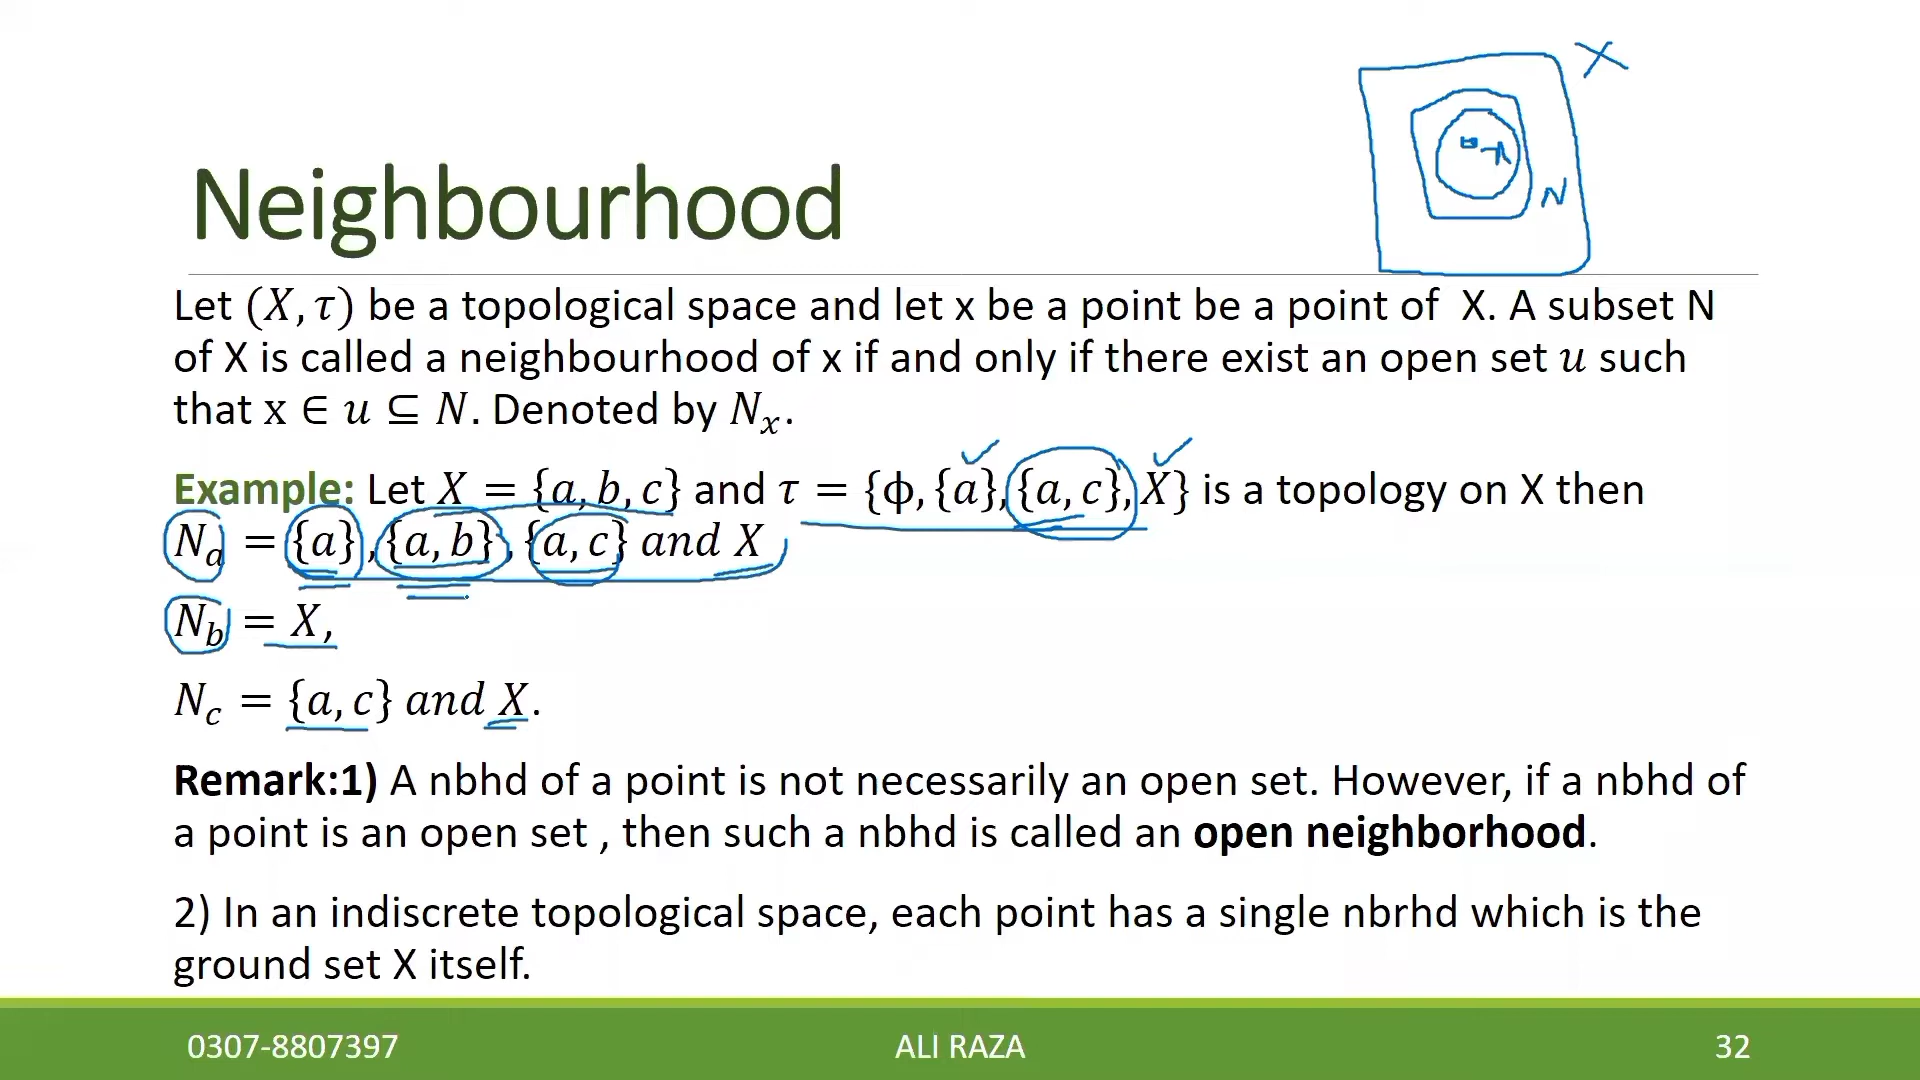 X
N
Neighbourhood
Let (X, τ) be a topological space and let x be a point be a point of X. A subset N
of X is called a neighbourhood of x if and only if there exist an open set u such
that x ∈ u ⊆ N. Denoted by Nₓ.
Example: Let X = {a, b, c} and τ = {ϕ, {a}, {a, c}, X} is a topology on X then
Nₐ = {a}, {a, b}, {a, c} and X
N_b = X,
N_c = {a, c} and X.
Remark:1) A nbhd of a point is not necessarily an open set. However, if a nbhd of
a point is an open set , then such a nbhd is called an open neighborhood.
2) In an indiscrete topological space, each point has a single nbrhd which is the
ground set X itself.
0307-8807397 ALI RAZA 32